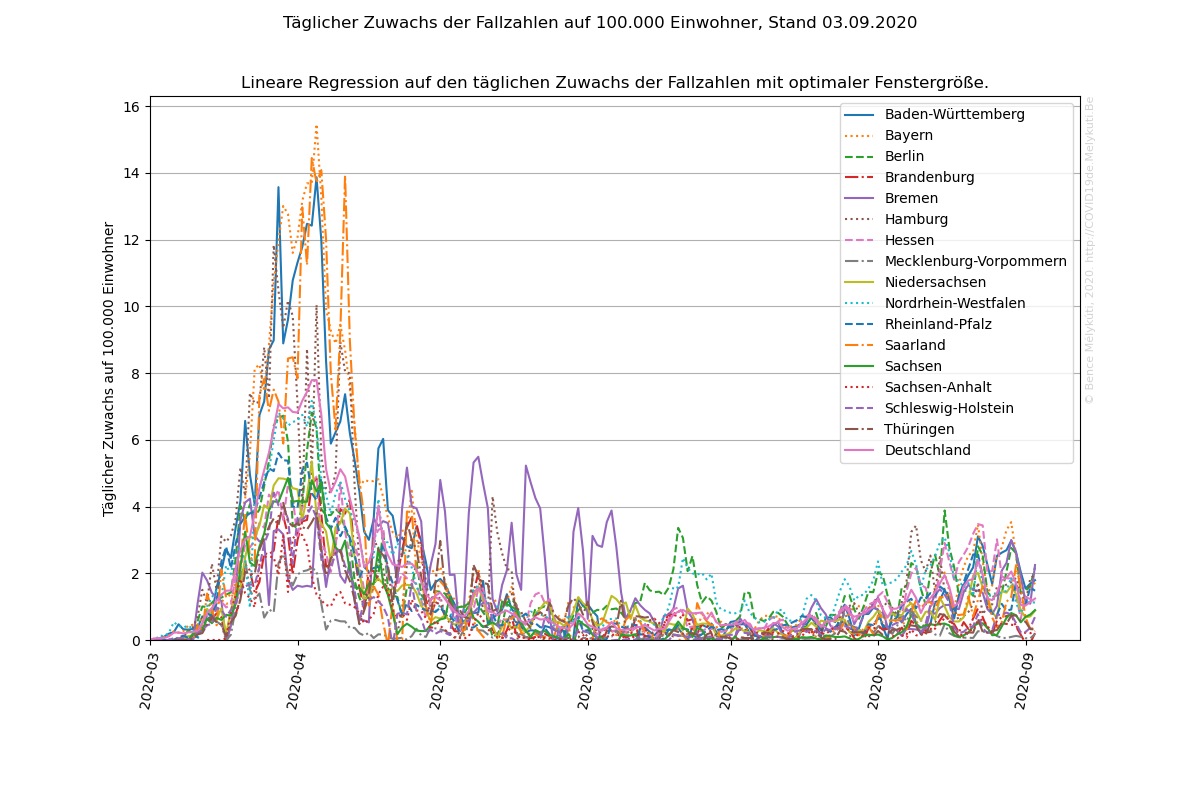 Täglicher Zuwachs der Fallzahlen auf 100.000 Einwohner, Stand 03.09.2020
Lineare Regression auf den täglichen Zuwachs der Fallzahlen mit optimaler Fenstergröße.
Täglicher Zuwachs auf 100.000 Einwohner
16
14
12
10
8
6
4
2
0
2020-03
2020-04
2020-05
2020-06
2020-07
2020-08
2020-09
Baden-Württemberg
Bayern
Berlin
Brandenburg
Bremen
Hamburg
Hessen
Mecklenburg-Vorpommern
Niedersachsen
Nordrhein-Westfalen
Rheinland-Pfalz
Saarland
Sachsen
Sachsen-Anhalt
Schleswig-Holstein
Thüringen
Deutschland
© Bence Mélykúti, 2020. http://COVID19de.Melykuti.Be